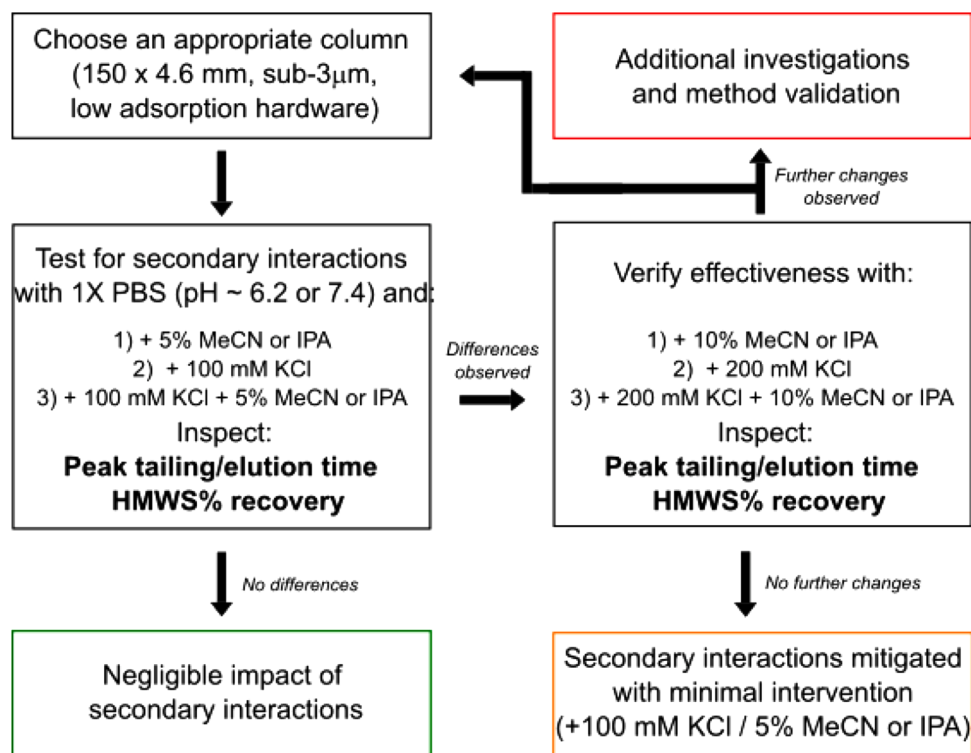 Choose an appropriate column
(150 x 4.6 mm, sub-3μm,
low adsorption hardware)
Additional investigations
and method validation
Further changes
observed
Test for secondary interactions
with 1X PBS (pH ~ 6.2 or 7.4) and:
1) + 5% MeCN or IPA
2) + 100 mM KCl
3) + 100 mM KCl + 5% MeCN or IPA
Inspect:
Peak tailing/elution time
HMWS% recovery
Differences
observed
Verify effectiveness with:
1) + 10% MeCN or IPA
2) + 200 mM KCl
3) + 200 mM KCl + 10% MeCN or IPA
Inspect:
Peak tailing/elution time
HMWS% recovery
No differences
No further changes
Negligible impact of
secondary interactions
Secondary interactions mitigated
with minimal intervention
(+100 mM KCl / 5% MeCN or IPA)